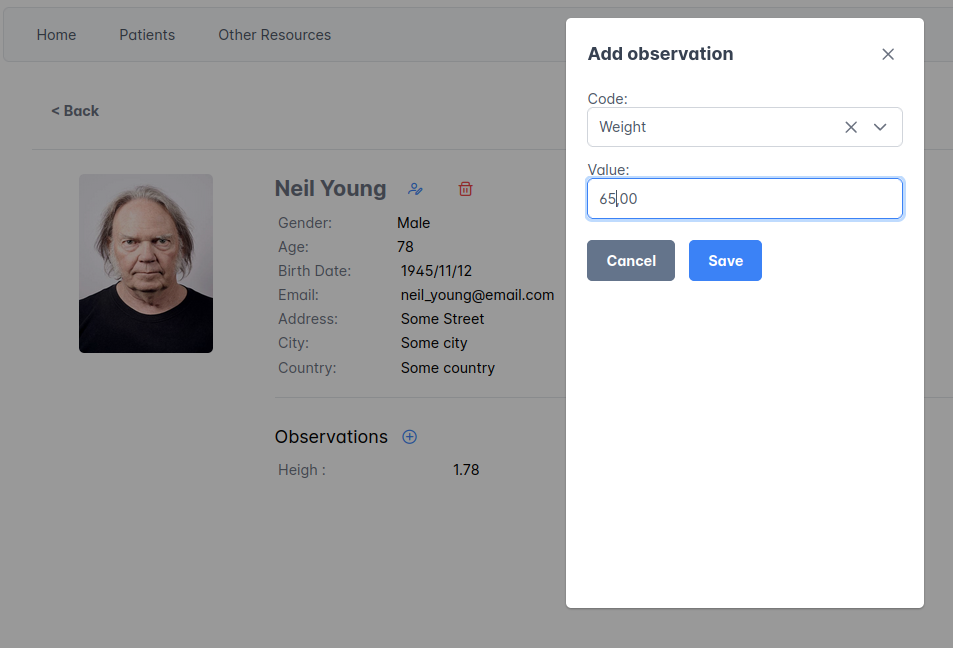 Home Patients Other Resources
< Back
Neil Young
Gender: Male
Age: 78
Birth Date: 1945/11/12
Email: neil_young@email.com
Address: Some Street
City: Some city
Country: Some country
Observations
Heigh : 1.78
Add observation
Code:
Weight
Value:
65,00
Cancel Save